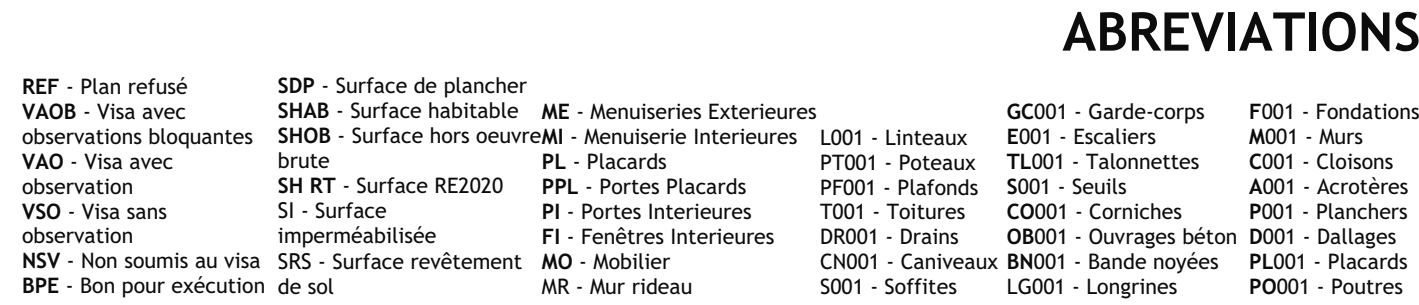 ABREVIATIONS
REF - Plan refusé
VAOB - Visa avec
observations bloquantes
VAO - Visa avec
observation
VSO - Visa sans
observation
NSV - Non soumis au visa
BPE - Bon pour exécution
SDP - Surface de plancher
SHAB - Surface habitable
SHOB - Surface hors oeuvre
brute
SH RT - Surface RE2020
SI - Surface
imperméabilisée
SRS - Surface revêtement
de sol
ME - Menuiseries Exterieures
MI - Menuiserie Interieures
PL - Placards
PPL - Portes Placards
PI - Portes Interieures
FI - Fenêtres Interieures
MO - Mobilier
MR - Mur rideau
L001 - Linteaux
PT001 - Poteaux
PF001 - Plafonds
T001 - Toitures
DR001 - Drains
CN001 - Caniveaux
S001 - Soffites
GC001 - Garde-corps
E001 - Escaliers
TL001 - Talonnettes
S001 - Seuils
CO001 - Corniches
OB001 - Ouvrages béton
BN001 - Bande noyées
LG001 - Longrines
F001 - Fondations
M001 - Murs
C001 - Cloisons
A001 - Acrotères
P001 - Planchers
D001 - Dallages
PL001 - Placards
PO001 - Poutres